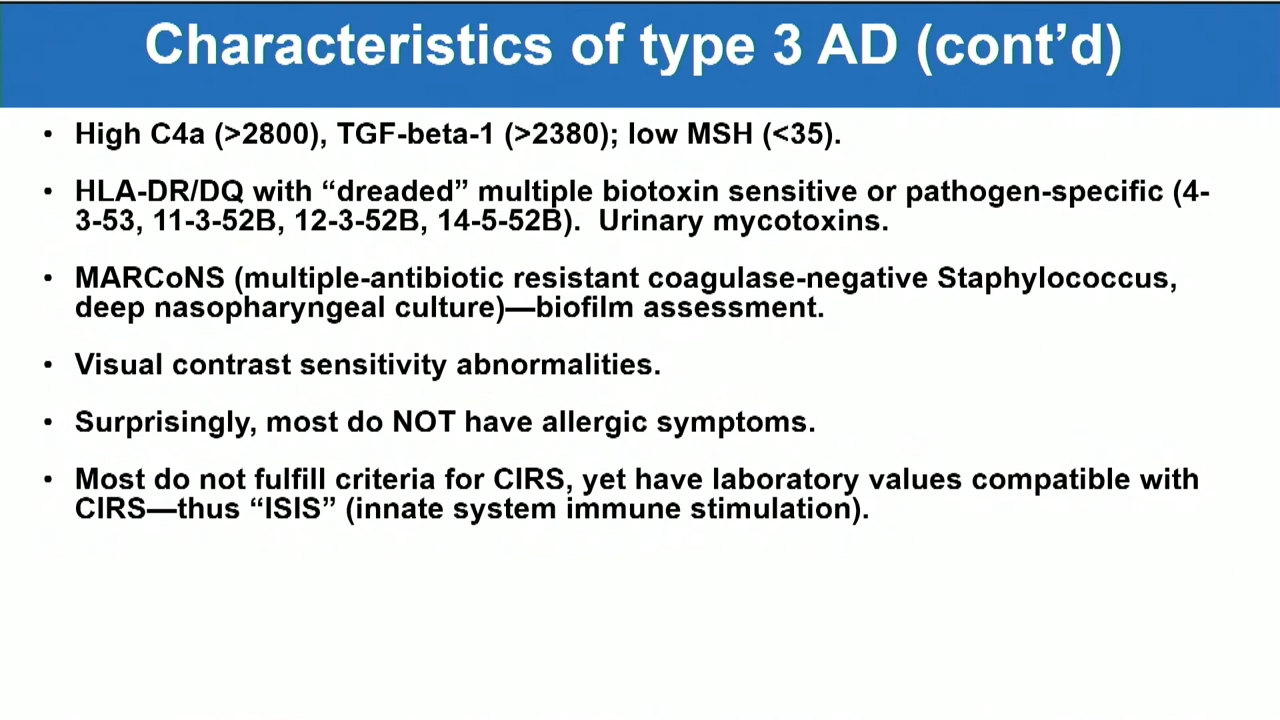 Characteristics of type 3 AD (cont’d)
• High C4a (>2800), TGF-beta-1 (>2380); low MSH (<35).
• HLA-DR/DQ with “dreaded” multiple biotoxin sensitive or pathogen-specific (4-
3-53, 11-3-52B, 12-3-52B, 14-5-52B).  Urinary mycotoxins.
• MARCoNS (multiple-antibiotic resistant coagulase-negative Staphylococcus,
deep nasopharyngeal culture)—biofilm assessment.
• Visual contrast sensitivity abnormalities.
• Surprisingly, most do NOT have allergic symptoms.
• Most do not fulfill criteria for CIRS, yet have laboratory values compatible with
CIRS—thus “ISIS” (innate system immune stimulation).